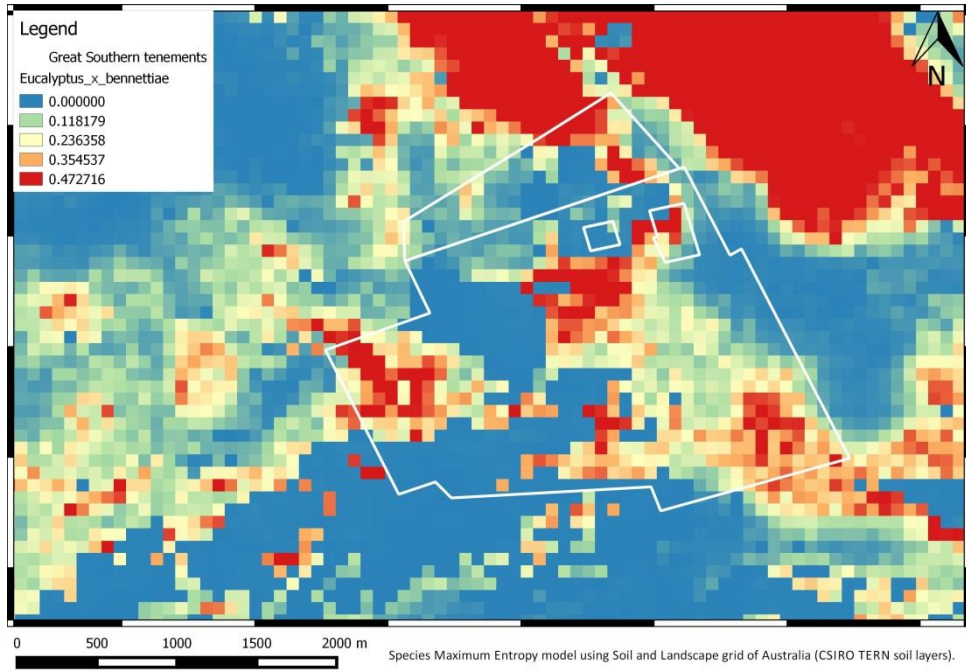 Legend
Great Southern tenements
Eucalyptus_x_bennettiae
0.000000
0.118179
0.236358
0.354537
0.472716
N
0 500 1000 1500 2000 m
Species Maximum Entropy model using Soil and Landscape grid of Australia (CSIRO TERN soil layers).